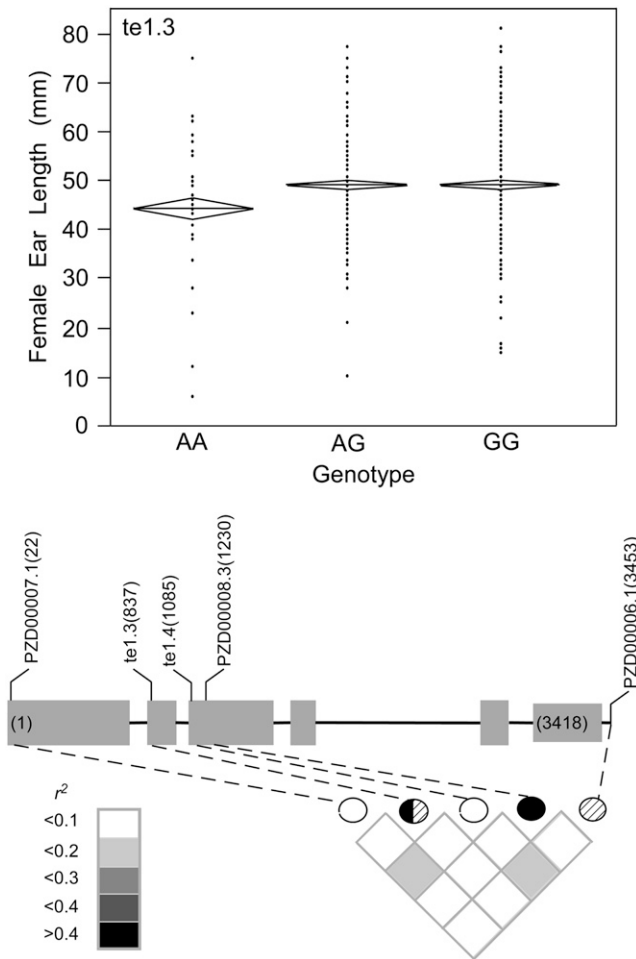 te1.3
Female Ear Length (mm)
80
70
60
50
40
30
20
10
0
AA AG GG
Genotype
PZD00007.1(22)
te1.3(837)
te1.4(1085)
PZD00008.3(1230)
PZD00006.1(3453)
(1) (3418)
r²
<0.1
<0.2
<0.3
<0.4
>0.4